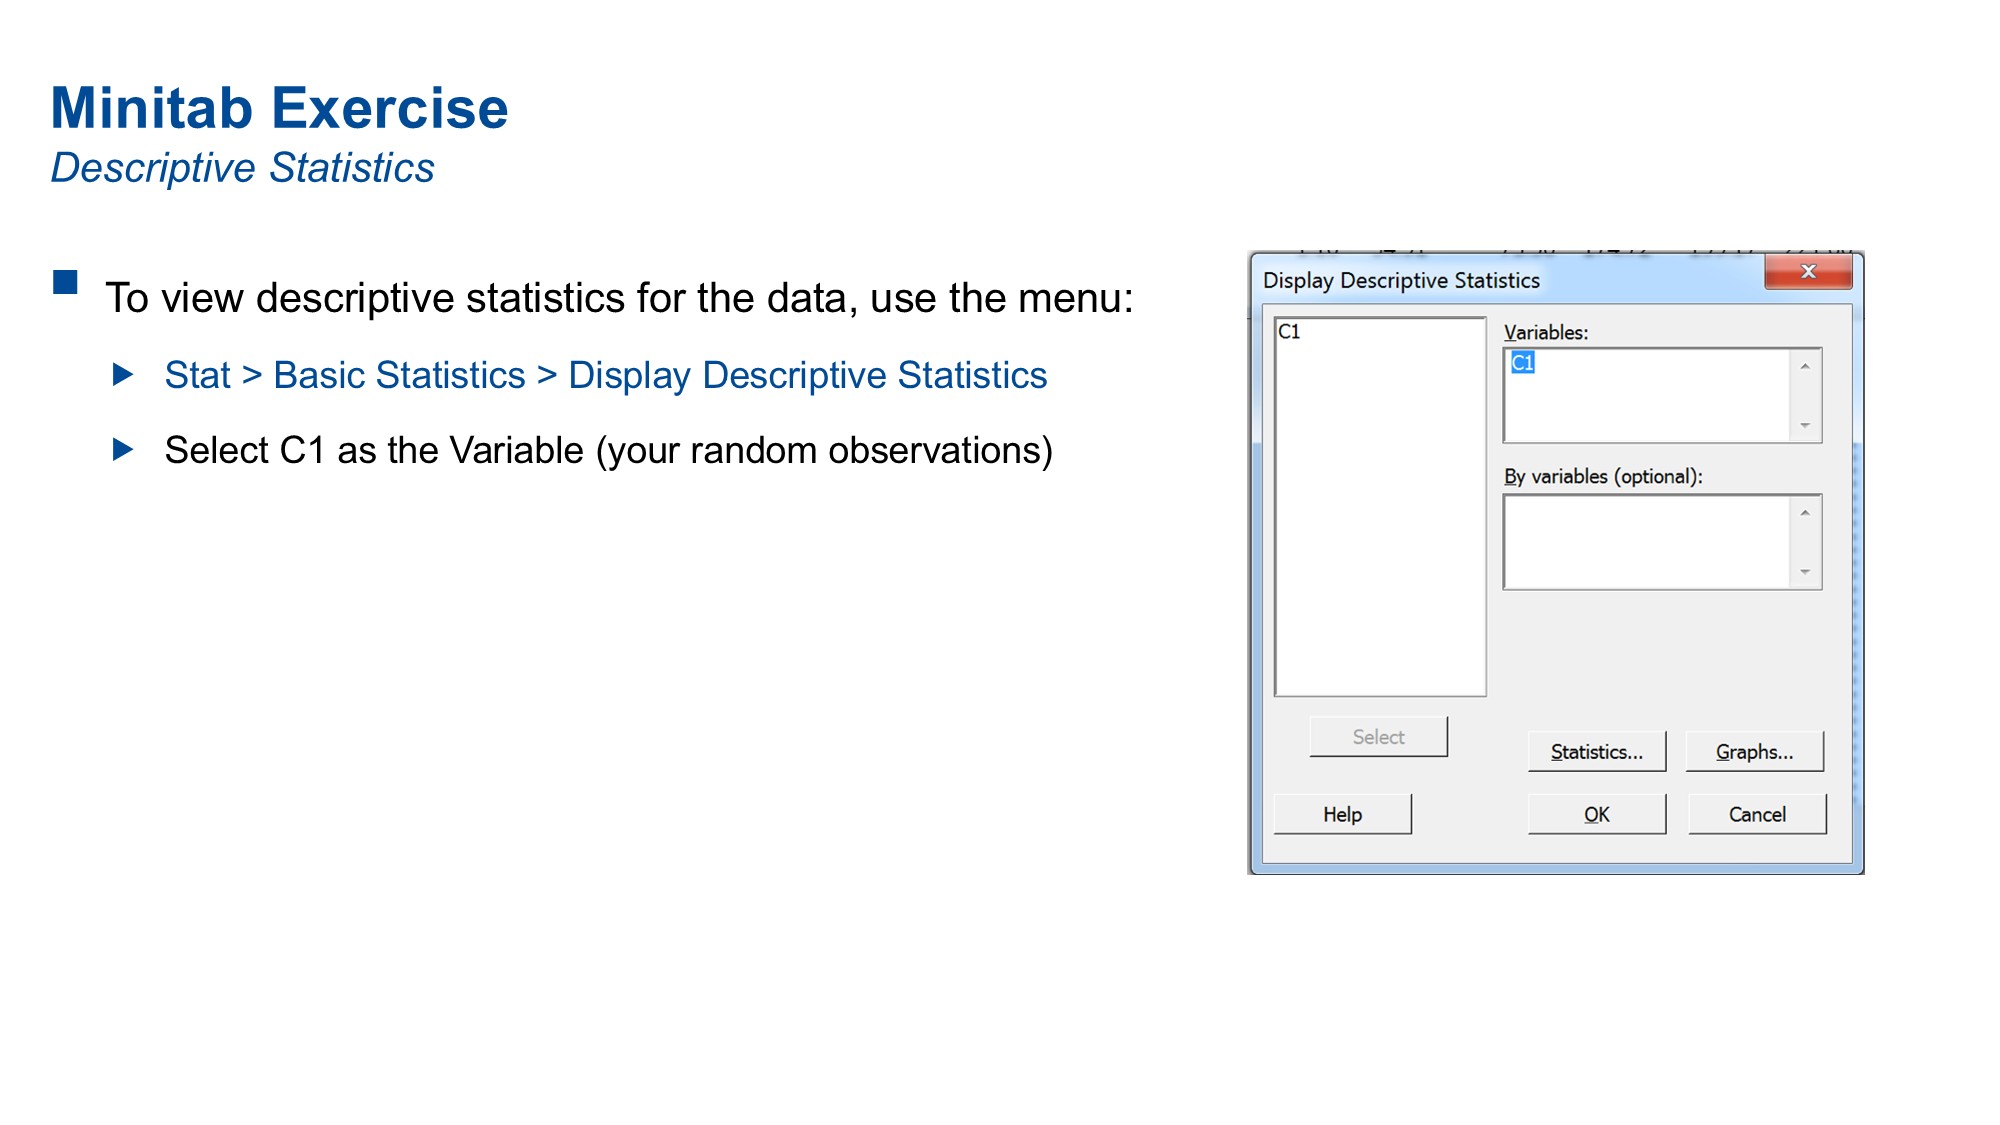 Minitab Exercise
Descriptive Statistics
To view descriptive statistics for the data, use the menu:
Stat > Basic Statistics > Display Descriptive Statistics
Select C1 as the Variable (your random observations)
Display Descriptive Statistics
C1
Variables:
C1
By variables (optional):
Select
Statistics...
Graphs...
Help
OK
Cancel